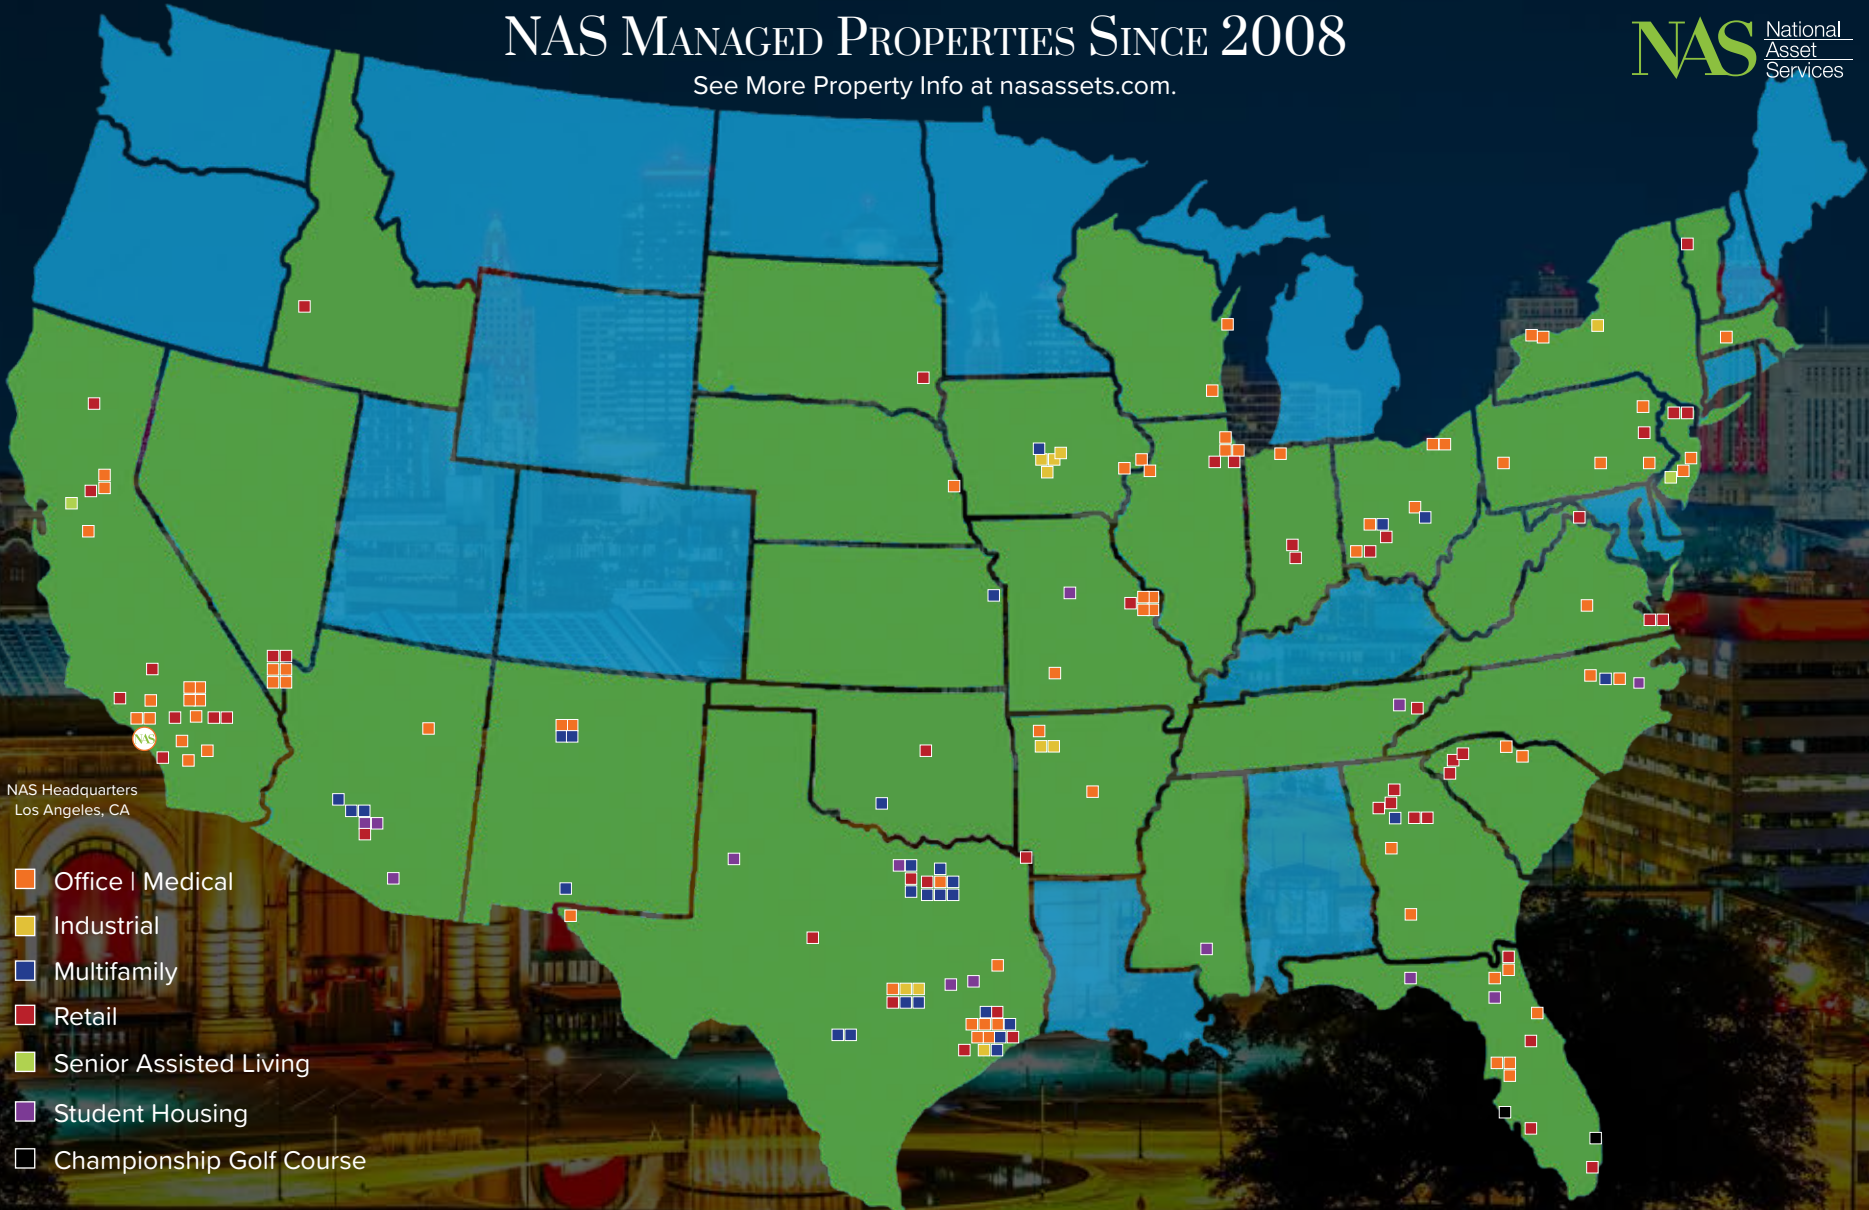 NAS Managed Properties Since 2008
See More Property Info at nasassets.com.
NAS National
Asset
Services
NAS
NAS Headquarters
Los Angeles, CA
Office | Medical
Industrial
Multifamily
Retail
Senior Assisted Living
Student Housing
Championship Golf Course